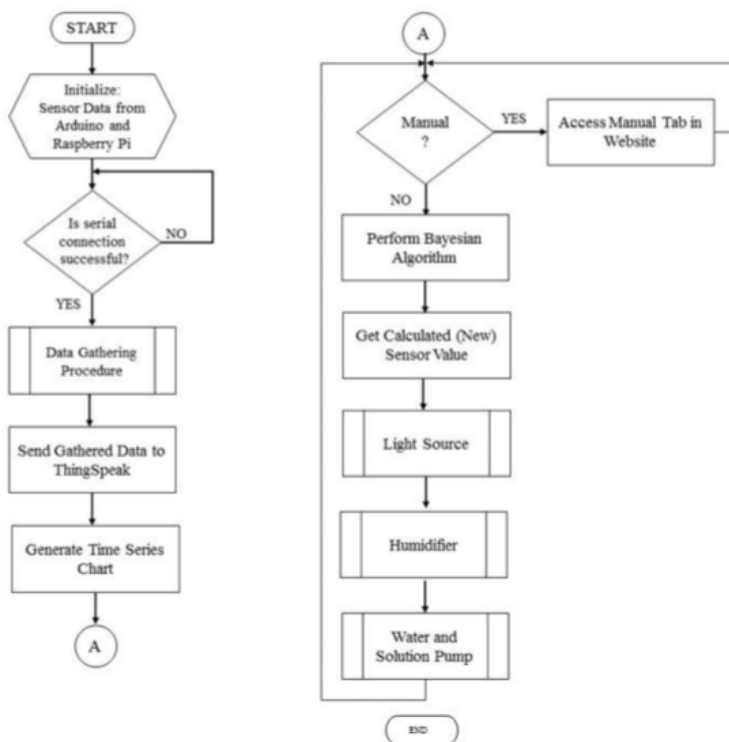 START
Initialize:
Sensor Data from
Arduino and
Raspberry Pi
Is serial
connection
successful?
NO
YES
Data Gathering
Procedure
Send Gathered Data to
ThingSpeak
Generate Time Series
Chart
A
A
Manual
?
YES
Access Manual Tab in
Website
NO
Perform Bayesian
Algorithm
Get Calculated (New)
Sensor Value
Light Source
Humidifier
Water and
Solution Pump
END